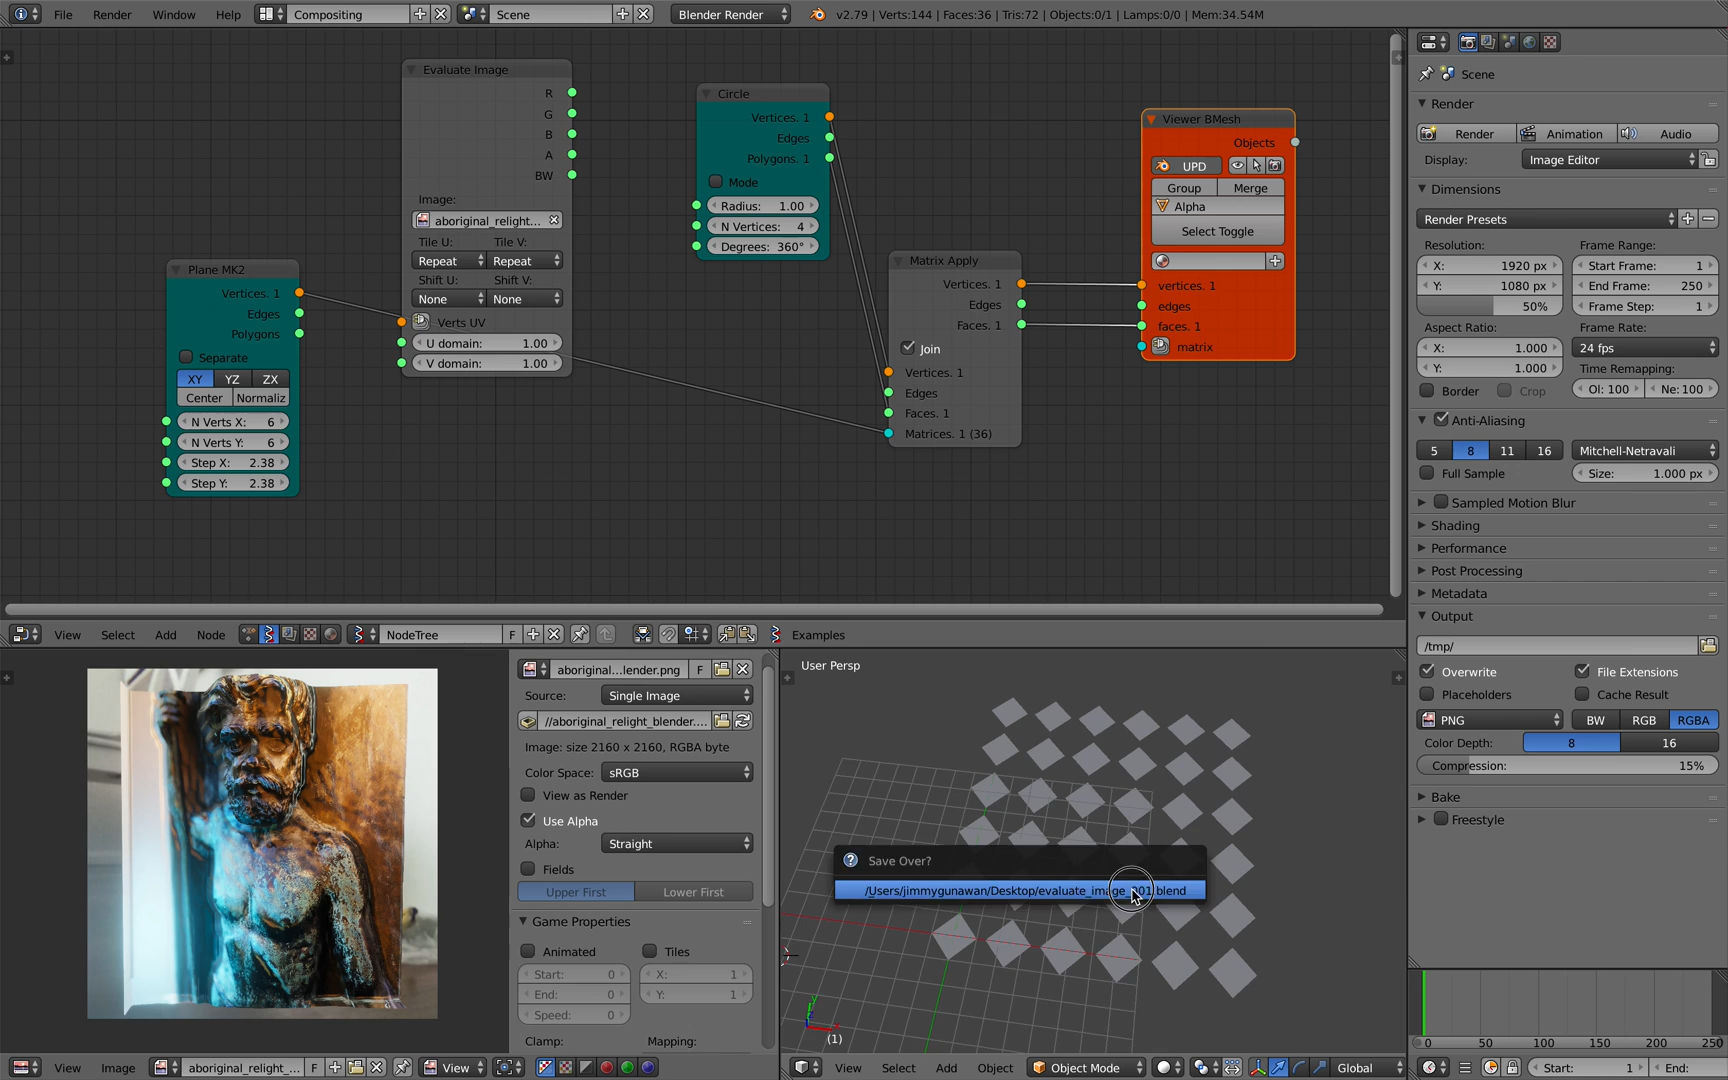 File Render Window Help Compositing Scene Blender Render v2.79 | Verts:144 | Faces:36 | Tris:72 | Objects:0/1 | Lamps:0/0 | Mem:34.54M
Evaluate Image
R
G
B
A
BW
Image:
aboriginal_relight...
Tile U: Tile V:
Repeat Repeat
Shift U: Shift V:
None None
Verts UV
U domain: 1.00
V domain: 1.00
Plane MK2
Vertices. 1
Edges
Polygons
Separate
XY YZ ZX
Center Normaliz
N Verts X: 6
N Verts Y: 6
Step X: 2.38
Step Y: 2.38
Circle
Vertices. 1
Edges
Polygons. 1
Mode
Radius: 1.00
N Vertices: 4
Degrees: 360°
Matrix Apply
Vertices. 1
Edges
Faces. 1
Join
Vertices. 1
Edges
Faces. 1
Matrices. 1 (36)
Viewer BMesh
Objects
UPD
Group Merge
Alpha
Select Toggle
vertices. 1
edges
faces. 1
matrix
View Select Add Node NodeTree F Examples
Scene
Render
Render Animation Audio
Display: Image Editor
Dimensions
Render Presets
Resolution: Frame Range:
X: 1920 px Start Frame: 1
Y: 1080 px End Frame: 250
50% Frame Step: 1
Aspect Ratio: Frame Rate:
X: 1.000 24 fps
Y: 1.000 Time Remapping:
Border Crop Ol: 100 Ne: 100
Anti-Aliasing
5 8 11 16 Mitchell-Netravali
Full Sample Size: 1.000 px
Sampled Motion Blur
Shading
Performance
Post Processing
Metadata
Output
/tmp/
Overwrite File Extensions
Placeholders Cache Result
PNG BW RGB RGBA
Color Depth: 8 16
Compression: 15%
Bake
Freestyle
aboriginal...lender.png F
Source: Single Image
//aboriginal_relight_blender....
Image: size 2160 x 2160, RGBA byte
Color Space: sRGB
View as Render
Use Alpha
Alpha: Straight
Fields
Upper First Lower First
Game Properties
Animated Tiles
Start: 0 X: 1
End: 0 Y: 1
Speed: 0
Clamp: Mapping:
User Persp
Save Over?
/Users/jimmygunawan/Desktop/evaluate_image_001.blend
y
(1)
View Image aboriginal_relight_... F View
View Select Add Object Object Mode Global
0 50 100 150 200 250
Start: 1 End: